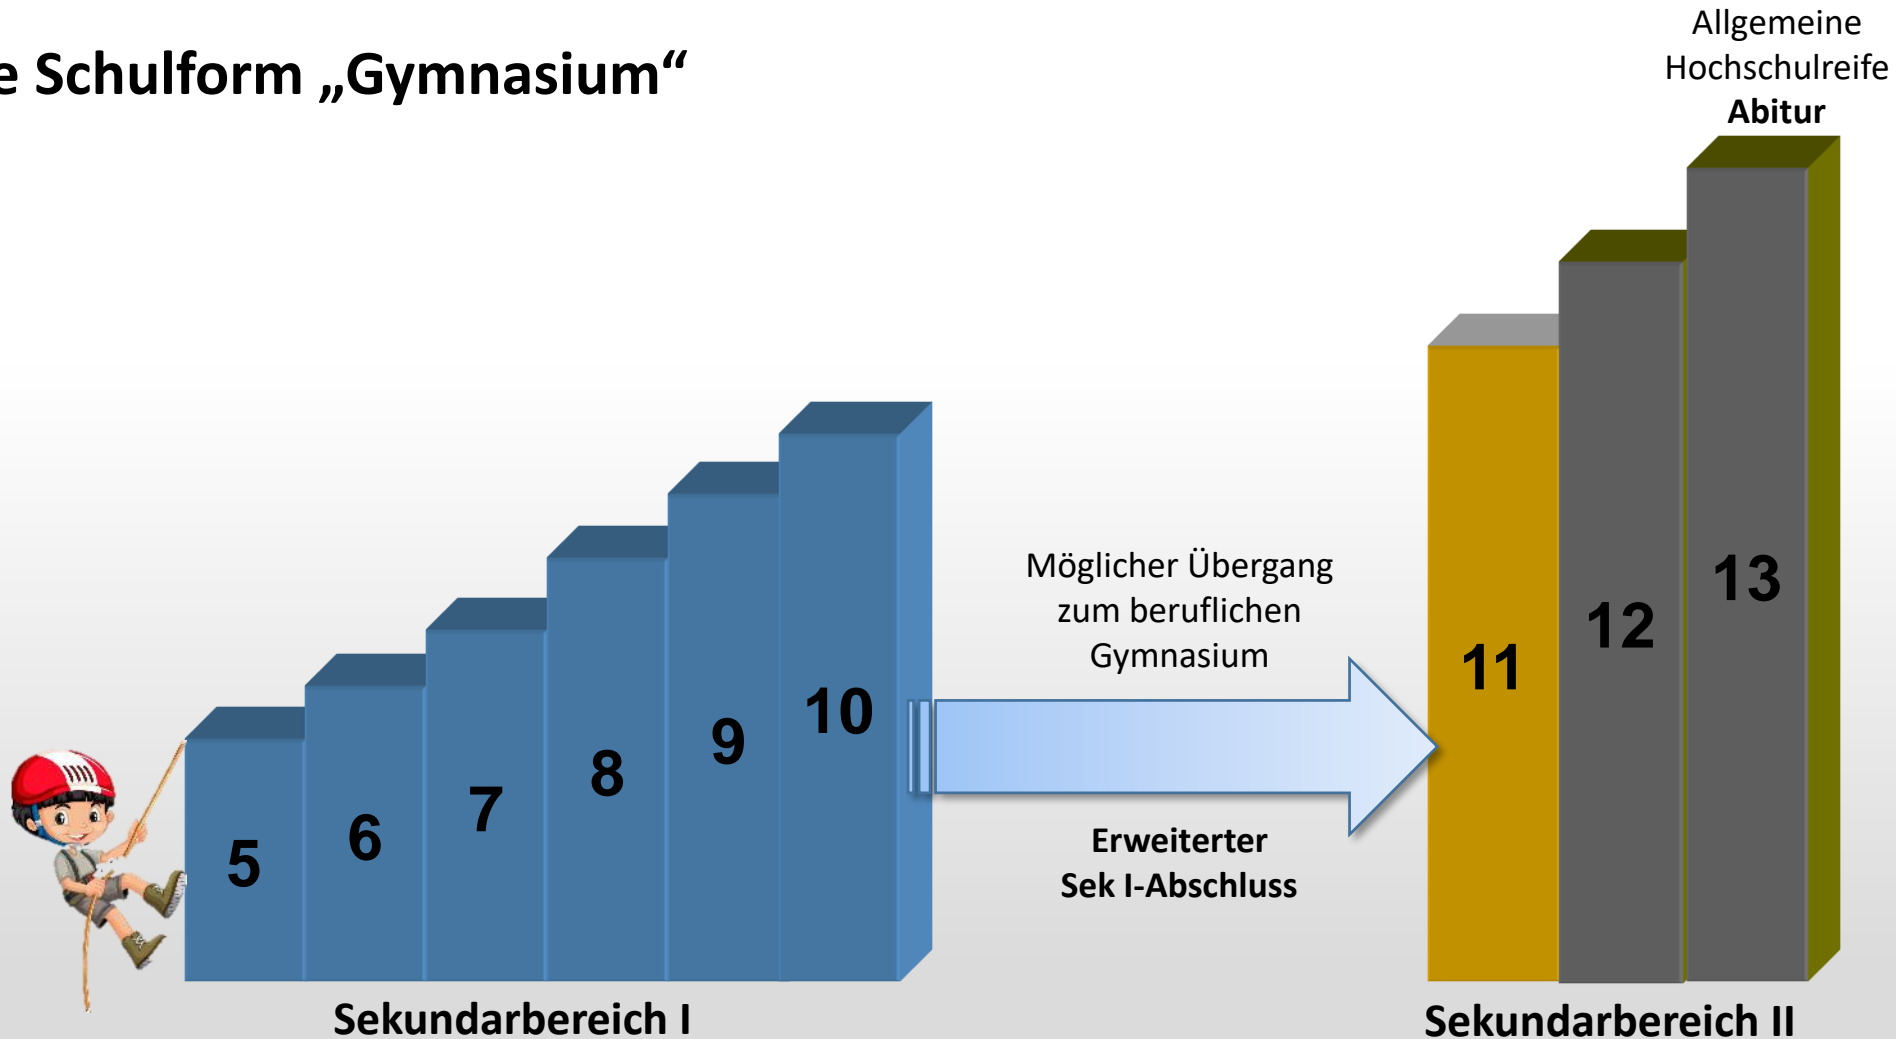 e Schulform „Gymnasium“
Allgemeine
Hochschulreife
Abitur
Möglicher Übergang
zum beruflichen
Gymnasium
Erweiterter
Sek I-Abschluss
5
6
7
8
9
10
11
12
13
Sekundarbereich I
Sekundarbereich II